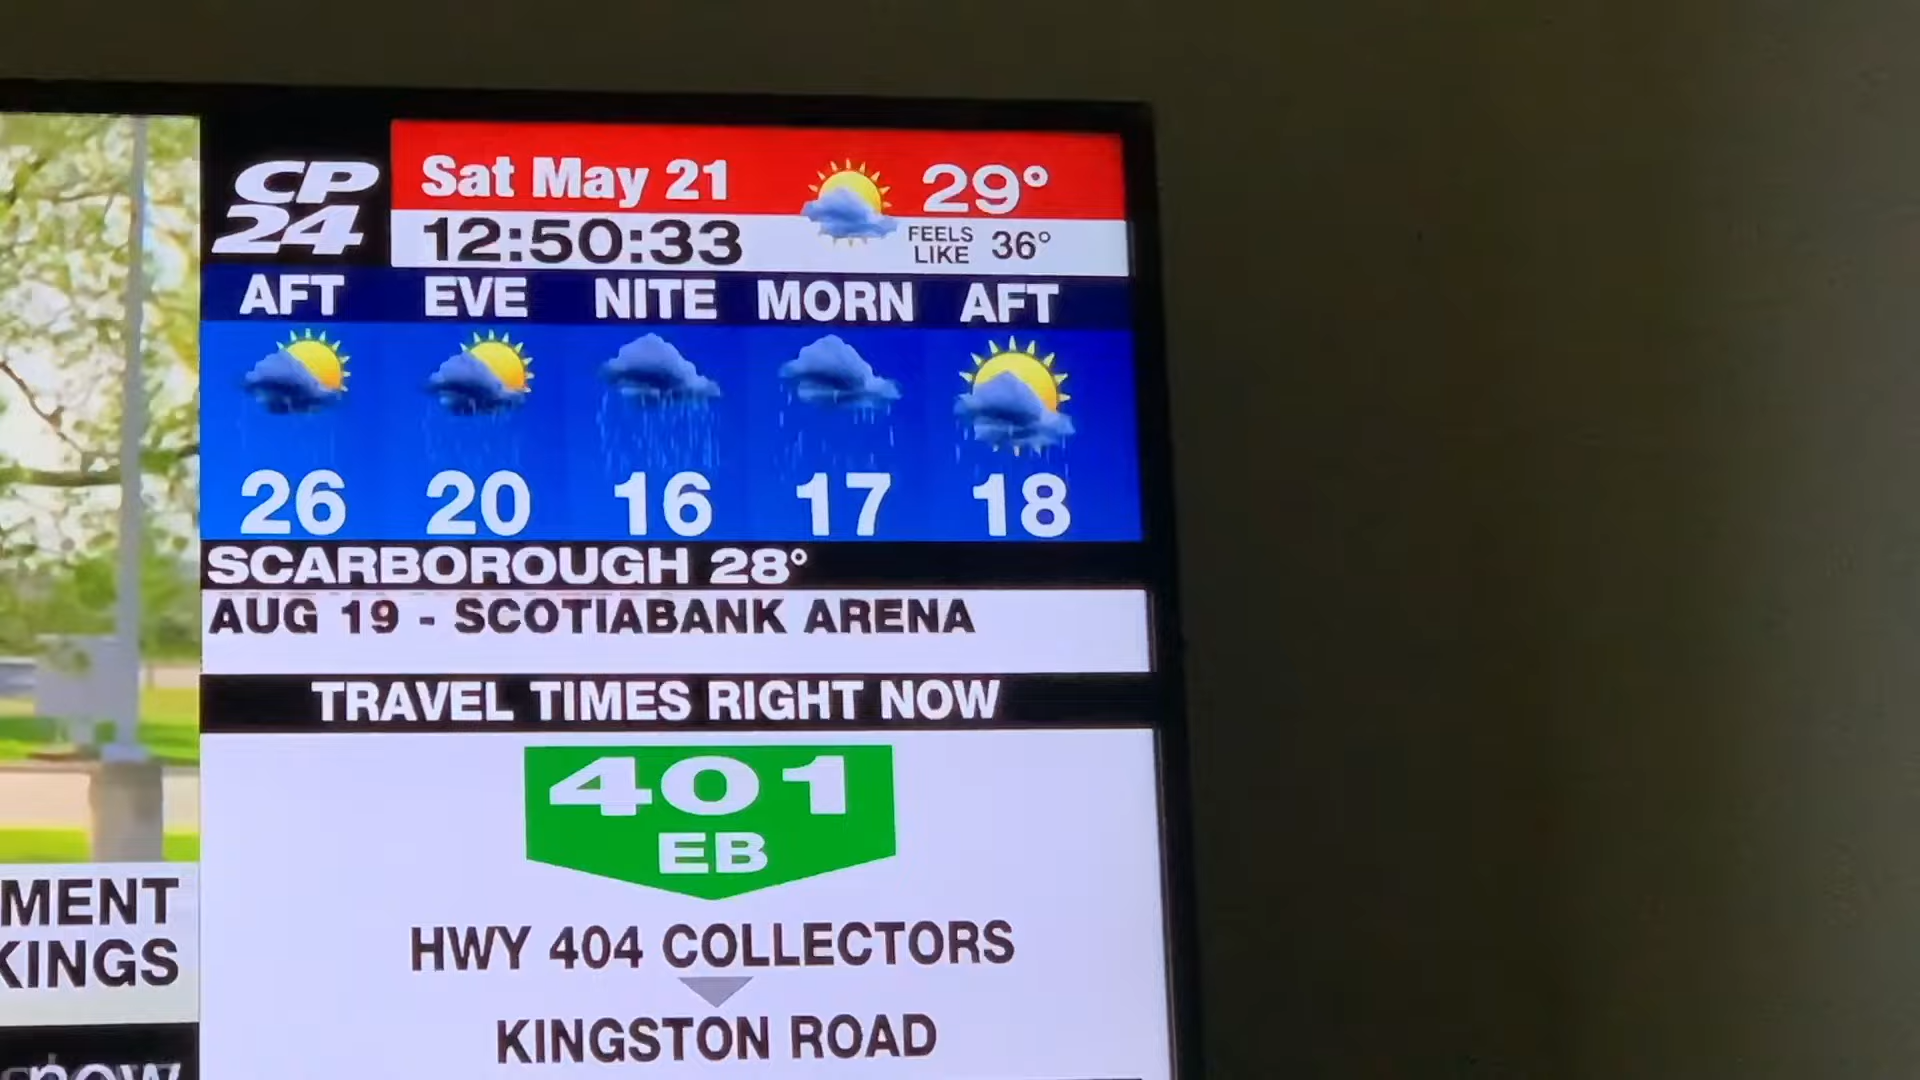 CP
24
Sat May 21
29°
12:50:33
FEELS
LIKE
36°
AFT EVE NITE MORN AFT
26 20 16 17 18
SCARBOROUGH 28°
AUG 19 - SCOTIABANK ARENA
TRAVEL TIMES RIGHT NOW
401
EB
HWY 404 COLLECTORS
KINGSTON ROAD
MENT
KINGS
now